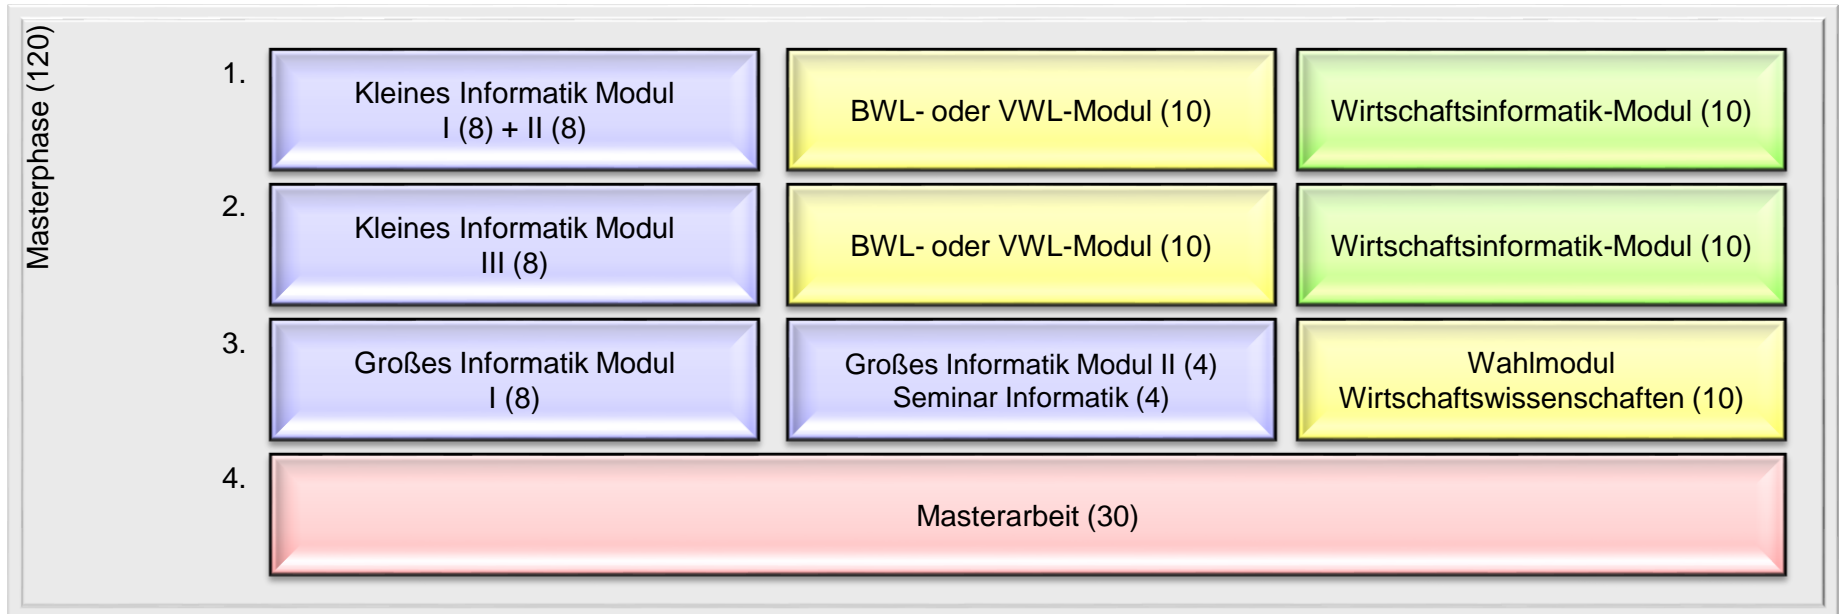 Masterphase (120)
1.
Kleines Informatik Modul
I (8) + II (8)
BWL- oder VWL-Modul (10)
Wirtschaftsinformatik-Modul (10)
2.
Kleines Informatik Modul
III (8)
BWL- oder VWL-Modul (10)
Wirtschaftsinformatik-Modul (10)
3.
Großes Informatik Modul
I (8)
Großes Informatik Modul II (4)
Seminar Informatik (4)
Wahlmodul
Wirtschaftswissenschaften (10)
4.
Masterarbeit (30)